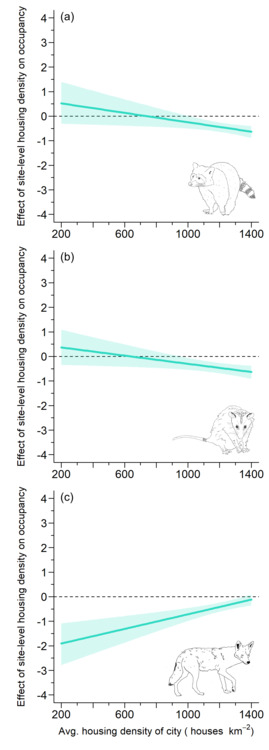 (a)
Effect of site-level housing density on occupancy
4
3
2
1
0
-1
-2
-3
-4
200 600 1000 1400
(b)
Effect of site-level housing density on occupancy
4
3
2
1
0
-1
-2
-3
-4
200 600 1000 1400
(c)
Effect of site-level housing density on occupancy
4
3
2
1
0
-1
-2
-3
-4
200 600 1000 1400
Avg. housing density of city ( houses km⁻²)